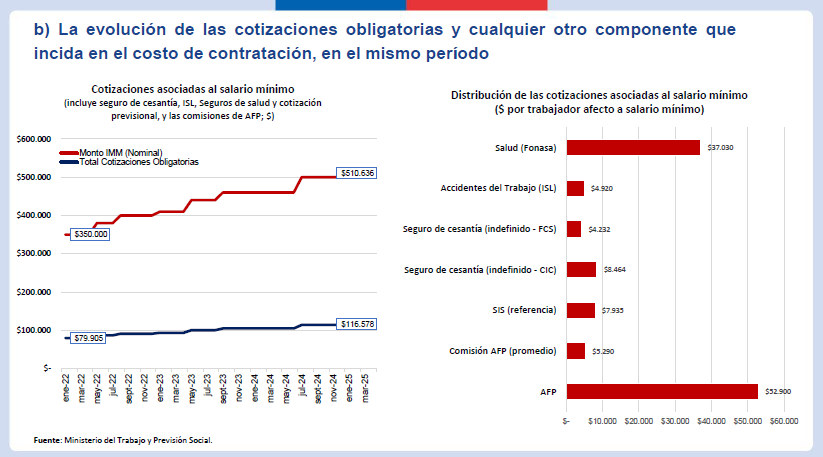 b) La evolución de las cotizaciones obligatorias y cualquier otro componente que
incida en el costo de contratación, en el mismo período
Cotizaciones asociadas al salario mínimo
(incluye seguro de cesantía, ISL, Seguros de salud y cotización
previsional, y las comisiones de AFP; $)
$600.000
$500.000
$400.000
$300.000
$200.000
$100.000
$-
Monto IMM (Nominal)
Total Cotizaciones Obligatorias
$510.636
$350.000
$116.578
$79.905
ene-22
mar-22
may-22
jul-22
sept-22
nov-22
ene-23
mar-23
may-23
jul-23
sept-23
nov-23
ene-24
mar-24
may-24
jul-24
sept-24
nov-24
ene-25
mar-25
Distribución de las cotizaciones asociadas al salario mínimo
($ por trabajador afecto a salario mínimo)
Salud (Fonasa) $37.030
Accidentes del Trabajo (ISL) $4.920
Seguro de cesantía (indefinido - FCS) $4.232
Seguro de cesantía (indefinido - CIC) $8.464
SIS (referencia) $7.935
Comisión AFP (promedio) $5.290
AFP $52.900
$- $10.000 $20.000 $30.000 $40.000 $50.000 $60.000
Fuente: Ministerio del Trabajo y Previsión Social.